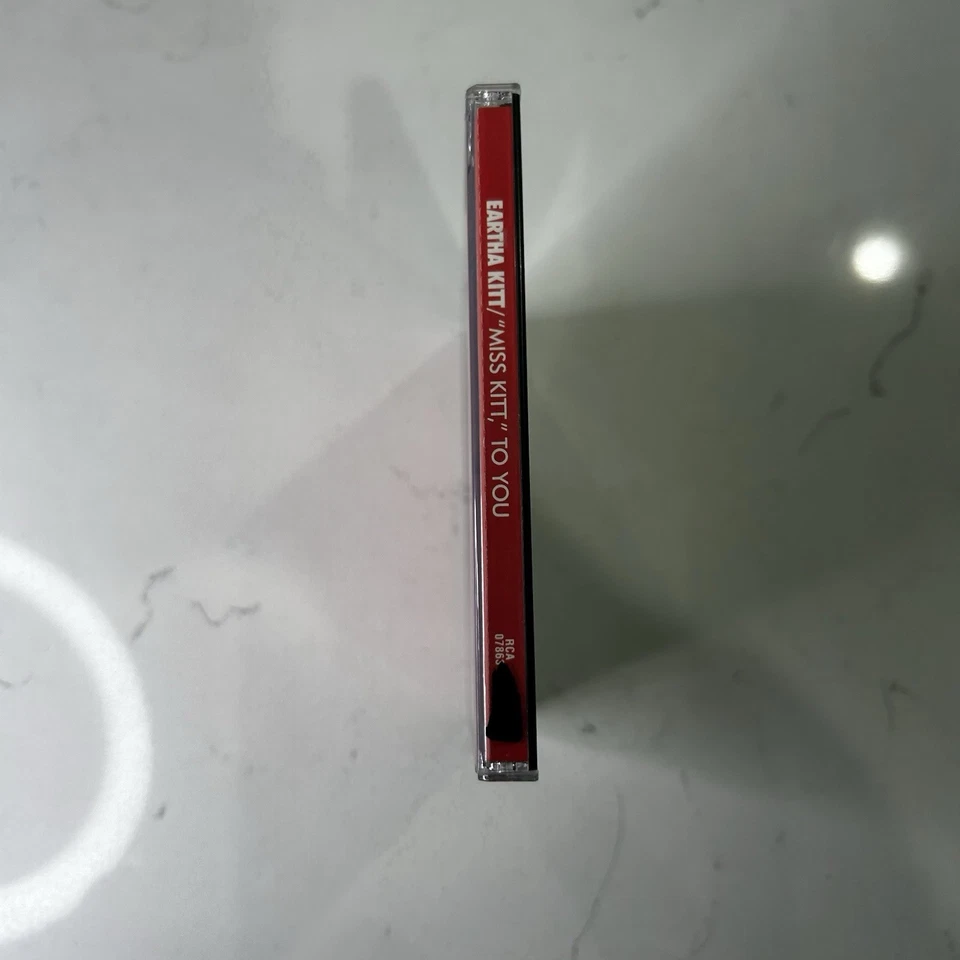 EARTHA KITT/ "MISS KITT," TO YOU
RCA
0786